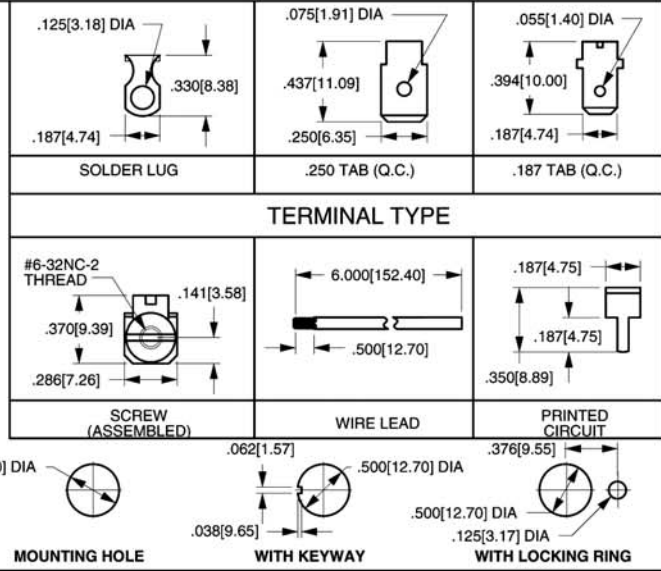 .125[3.18] DIA
.330[8.38]
.187[4.74]
SOLDER LUG
.075[1.91] DIA
.437[11.09]
.250[6.35]
.250 TAB (Q.C.)
.055[1.40] DIA
.394[10.00]
.187[4.74]
.187 TAB (Q.C.)
TERMINAL TYPE
#6-32NC-2
THREAD
.141[3.58]
.370[9.39]
.286[7.26]
SCREW
(ASSEMBLED)
6.000[152.40]
.500[12.70]
WIRE LEAD
.187[4.75]
.187[4.75]
.350[8.89]
PRINTED
CIRCUIT
] DIA
MOUNTING HOLE
.062[1.57]
.500[12.70] DIA
.038[9.65]
WITH KEYWAY
.376[9.55]
.500[12.70] DIA
.125[3.17] DIA
WITH LOCKING RING